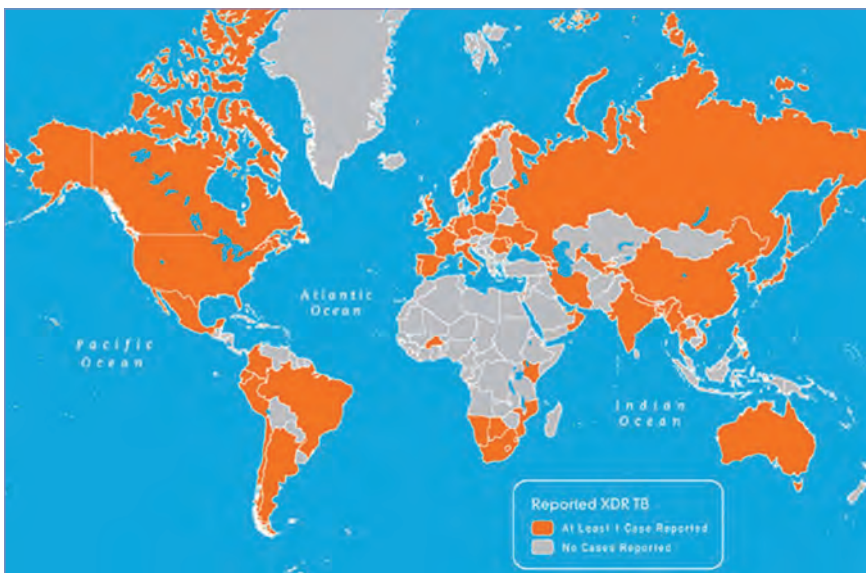 Atlantic
Ocean
Pacific
Ocean
Indian
Ocean
Reported XDR TB
At Least 1 Case Reported
No Cases Reported